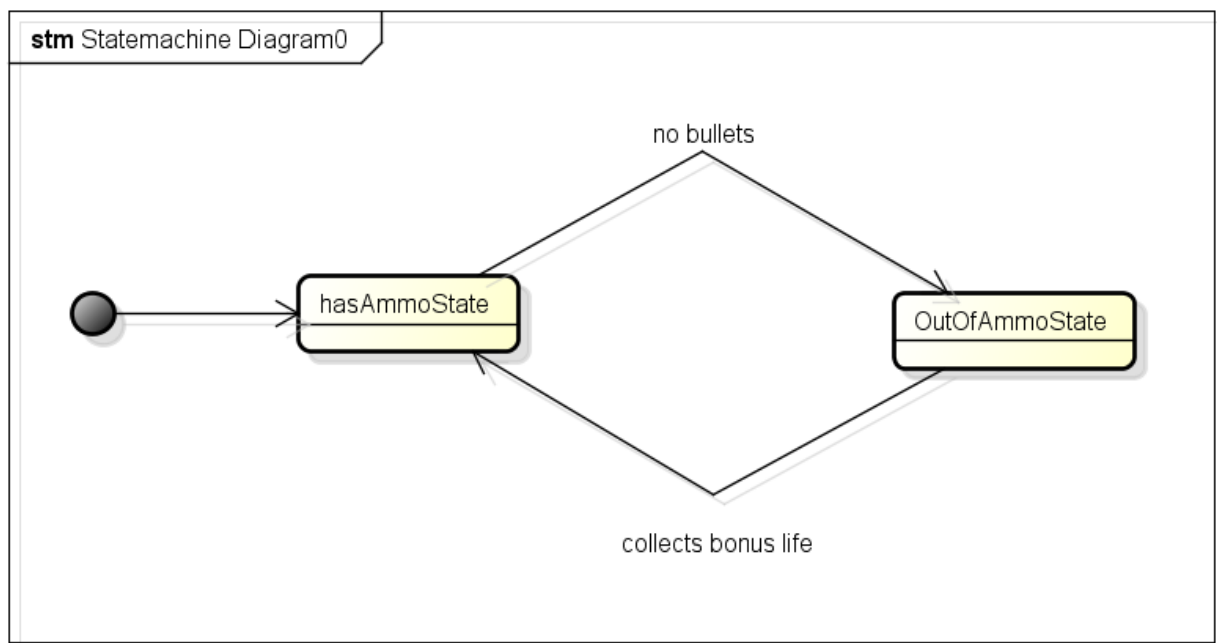 stm Statemachine Diagram0
no bullets
hasAmmoState
OutOfAmmoState
collects bonus life